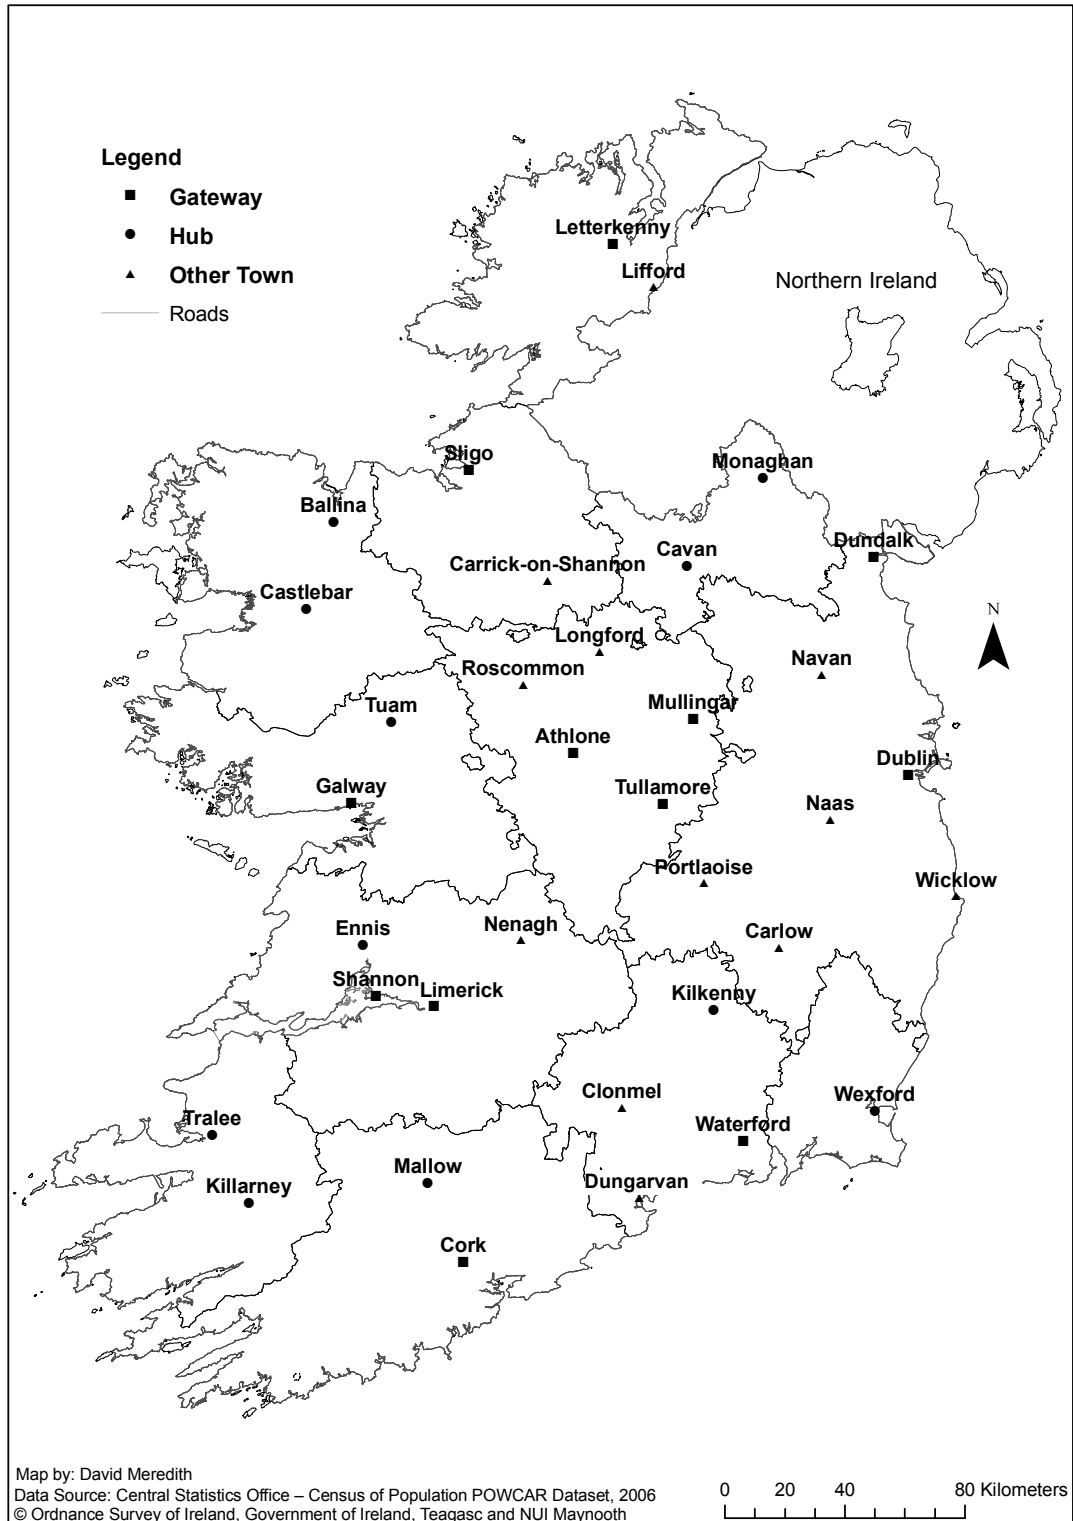 Legend
Gateway
Hub
Other Town
Roads
Letterkenny
Lifford
Northern Ireland
Sligo
Monaghan
Ballina
Dundalk
Cavan
Carrick-on-Shannon
Castlebar
N
Longford
Navan
Roscommon
Mullingar
Tuam
Athlone
Dublin
Galway
Tullamore
Naas
Portlaoise
Wicklow
Ennis
Nenagh
Carlow
Shannon
Limerick
Kilkenny
Clonmel
Wexford
Tralee
Waterford
Mallow
Killarney
Dungarvan
Cork
Map by: David Meredith
Data Source: Central Statistics Office – Census of Population POWCAR Dataset, 2006
© Ordnance Survey of Ireland, Government of Ireland, Teagasc and NUI Maynooth
0 20 40 80 Kilometers